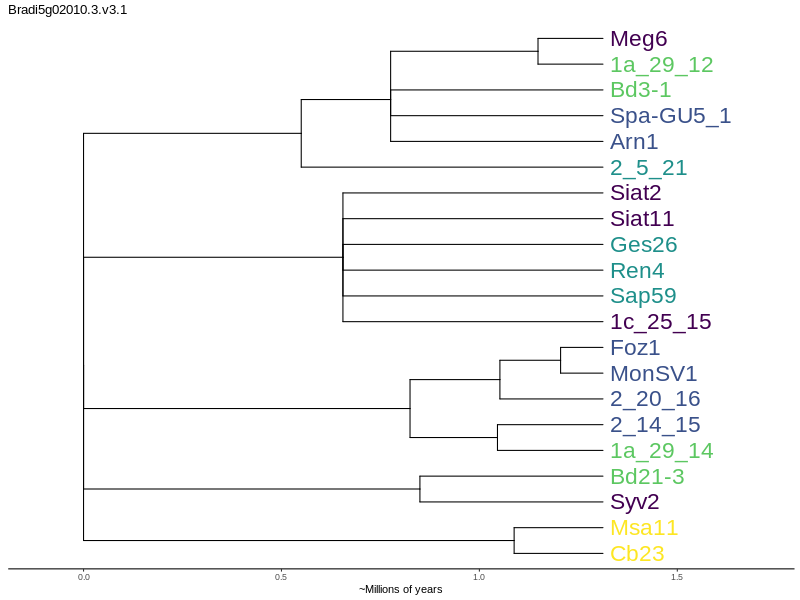 Bradi5g02010.3.v3.1
Meg6
1a_29_12
Bd3-1
Spa-GU5_1
Arn1
2_5_21
Siat2
Siat11
Ges26
Ren4
Sap59
1c_25_15
Foz1
MonSV1
2_20_16
2_14_15
1a_29_14
Bd21-3
Syv2
Msa11
Cb23
0.0 0.5 1.0 1.5
~Millions of years